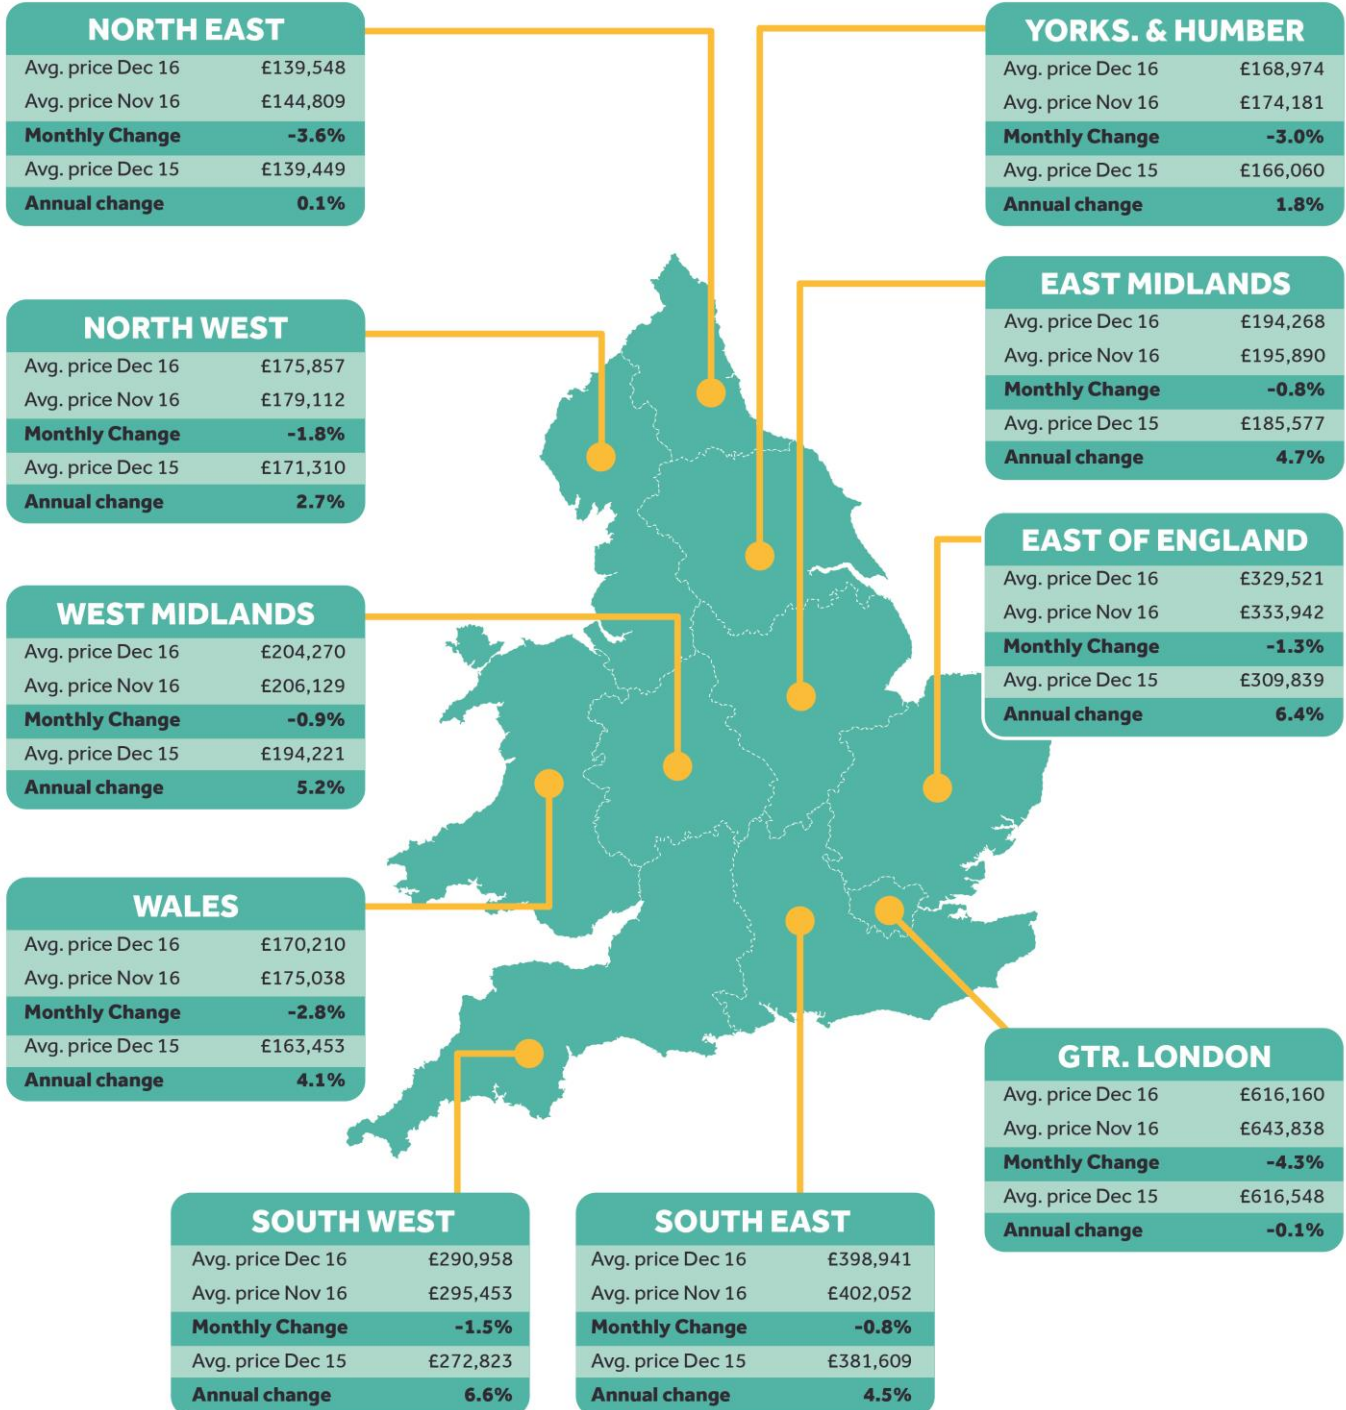 NORTH EAST
Avg. price Dec 16 £139,548
Avg. price Nov 16 £144,809
Monthly Change -3.6%
Avg. price Dec 15 £139,449
Annual change 0.1%
YORKS. & HUMBER
Avg. price Dec 16 £168,974
Avg. price Nov 16 £174,181
Monthly Change -3.0%
Avg. price Dec 15 £166,060
Annual change 1.8%
NORTH WEST
Avg. price Dec 16 £175,857
Avg. price Nov 16 £179,112
Monthly Change -1.8%
Avg. price Dec 15 £171,310
Annual change 2.7%
EAST MIDLANDS
Avg. price Dec 16 £194,268
Avg. price Nov 16 £195,890
Monthly Change -0.8%
Avg. price Dec 15 £185,577
Annual change 4.7%
WEST MIDLANDS
Avg. price Dec 16 £204,270
Avg. price Nov 16 £206,129
Monthly Change -0.9%
Avg. price Dec 15 £194,221
Annual change 5.2%
EAST OF ENGLAND
Avg. price Dec 16 £329,521
Avg. price Nov 16 £333,942
Monthly Change -1.3%
Avg. price Dec 15 £309,839
Annual change 6.4%
WALES
Avg. price Dec 16 £170,210
Avg. price Nov 16 £175,038
Monthly Change -2.8%
Avg. price Dec 15 £163,453
Annual change 4.1%
GTR. LONDON
Avg. price Dec 16 £616,160
Avg. price Nov 16 £643,838
Monthly Change -4.3%
Avg. price Dec 15 £616,548
Annual change -0.1%
SOUTH WEST
Avg. price Dec 16 £290,958
Avg. price Nov 16 £295,453
Monthly Change -1.5%
Avg. price Dec 15 £272,823
Annual change 6.6%
SOUTH EAST
Avg. price Dec 16 £398,941
Avg. price Nov 16 £402,052
Monthly Change -0.8%
Avg. price Dec 15 £381,609
Annual change 4.5%